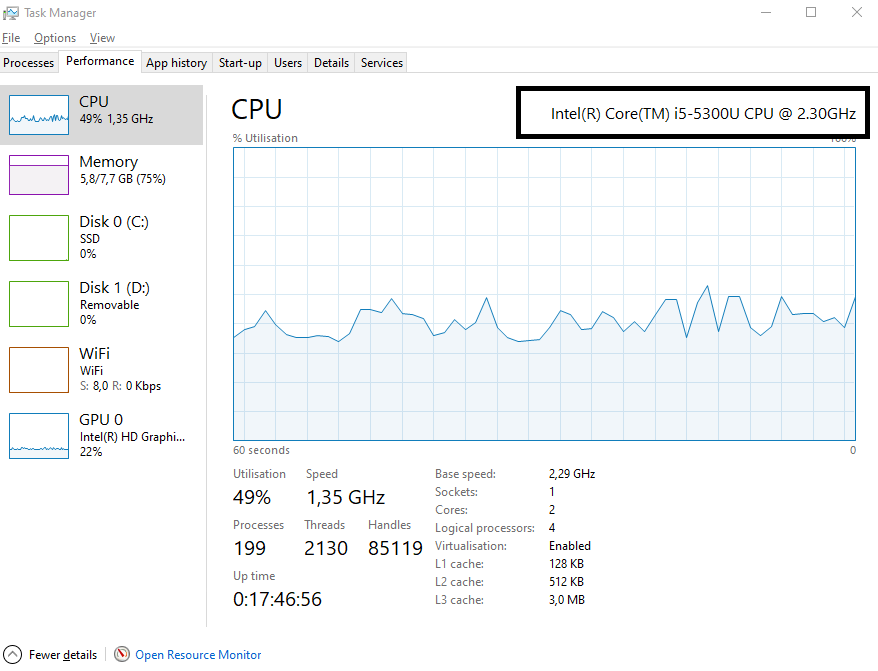 Task Manager
File Options View
Processes Performance App history Start-up Users Details Services
CPU
49% 1,35 GHz
Memory
5,8/7,7 GB (75%)
Disk 0 (C:)
SSD
0%
Disk 1 (D:)
Removable
0%
WiFi
WiFi
S: 8,0 R: 0 Kbps
GPU 0
Intel(R) HD Graphi...
22%
CPU
Intel(R) Core(TM) i5-5300U CPU @ 2.30GHz
% Utilisation 100%
60 seconds 0
Utilisation Speed
49% 1,35 GHz
Processes Threads Handles
199 2130 85119
Up time
0:17:46:56
Base speed: 2,29 GHz
Sockets: 1
Cores: 2
Logical processors: 4
Virtualisation: Enabled
L1 cache: 128 KB
L2 cache: 512 KB
L3 cache: 3,0 MB
Fewer details Open Resource Monitor